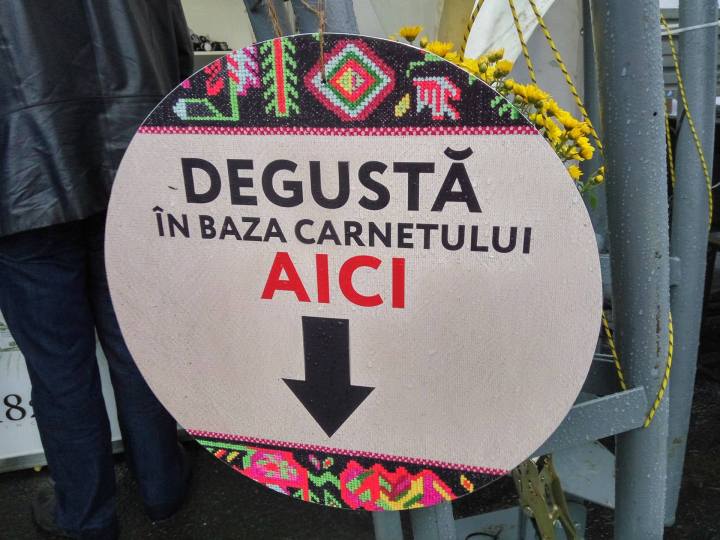 DEGUSTĂ
ÎN BAZA CARNETULUI
AICI